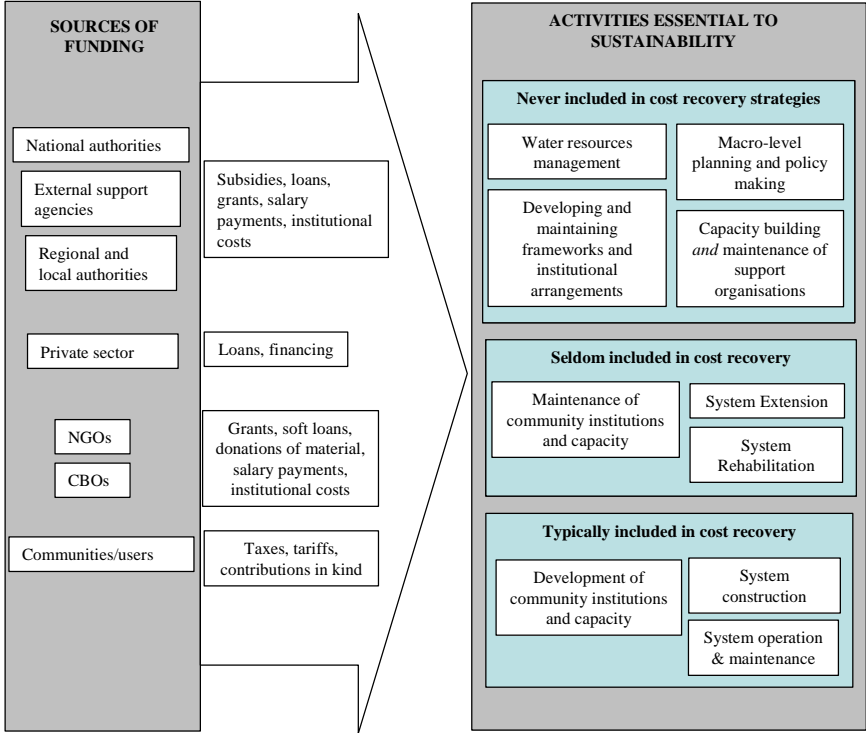 SOURCES OF
FUNDING
National authorities
External support
agencies
Regional and
local authorities
Private sector
NGOs
CBOs
Communities/users
Subsidies, loans,
grants, salary
payments, institutional
costs
Loans, financing
Grants, soft loans,
donations of material,
salary payments,
institutional costs
Taxes, tariffs,
contributions in kind
ACTIVITIES ESSENTIAL TO
SUSTAINABILITY
Never included in cost recovery strategies
Water resources
management
Macro-level
planning and policy
making
Developing and
maintaining
frameworks and
institutional
arrangements
Capacity building
and maintenance of
support
organisations
Seldom included in cost recovery
Maintenance of
community institutions
and capacity
System Extension
System
Rehabilitation
Typically included in cost recovery
Development of
community institutions
and capacity
System
construction
System operation
& maintenance